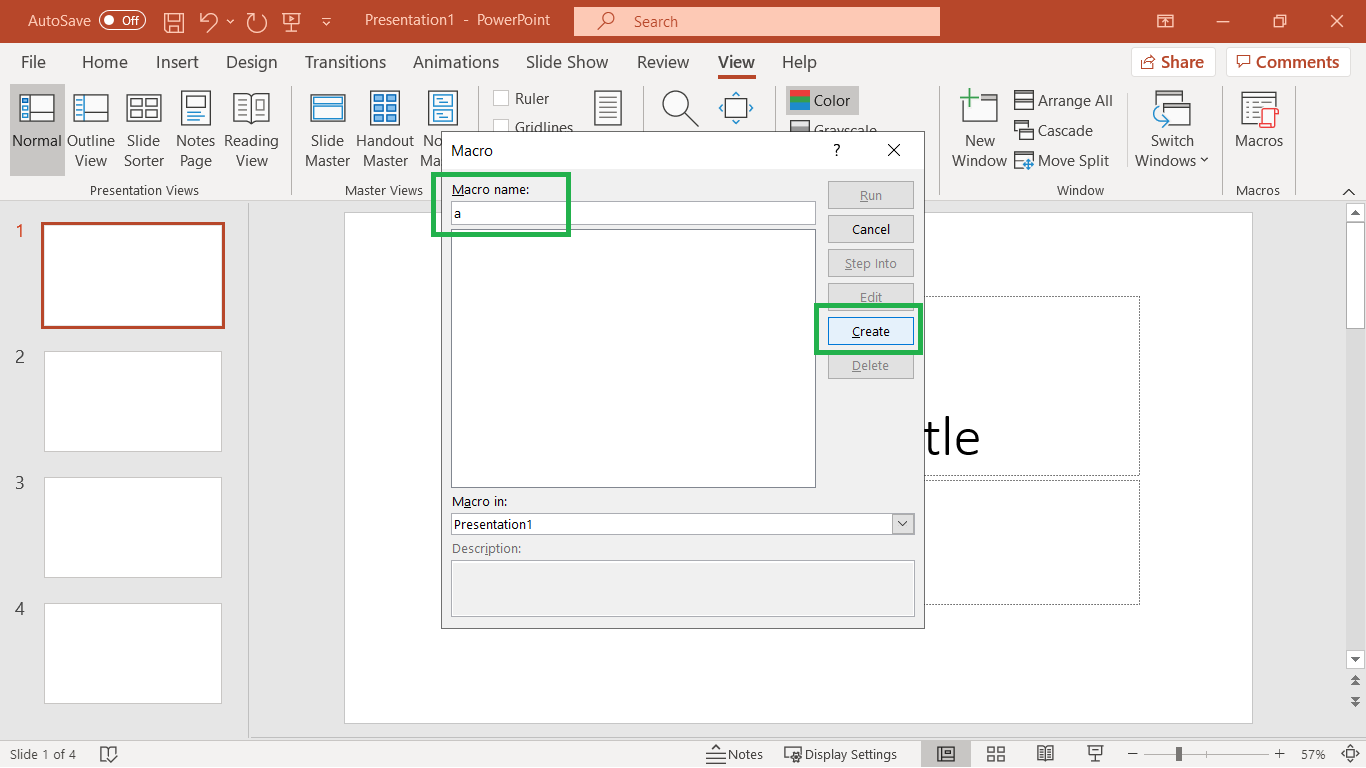 AutoSave Off Presentation1 - PowerPoint Search
File Home Insert Design Transitions Animations Slide Show Review View Help Share Comments
Normal
Outline View
Slide Sorter
Notes Page
Reading View
Presentation Views
Slide Master
Handout Master
Master Views
Ruler
Gridlines
Color
Grayscale
New Window
Arrange All
Cascade
Move Split
Switch Windows
Window
Macros
Macros
Macro ?
Macro name:
a
Run
Cancel
Step Into
Edit
Create
Delete
Macro in:
Presentation1
Description:
1
2
3
4
tle
Slide 1 of 4 Notes Display Settings 57%